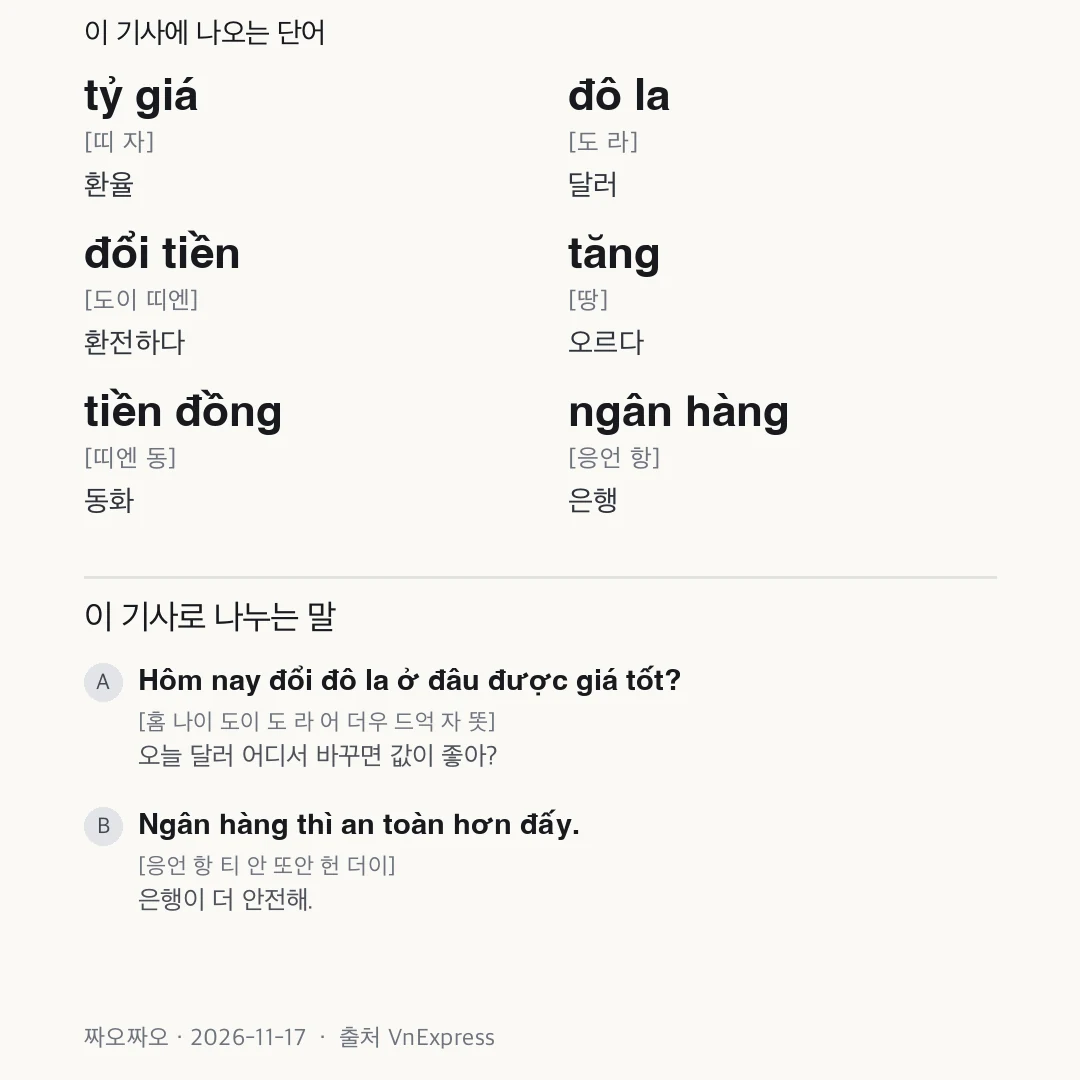 이 기사에 나오는 단어
tỷ giá
[띠 자]
환율
đô la
[도 라]
달러
đổi tiền
[도이 띠엔]
환전하다
tăng
[땅]
오르다
tiền đồng
[띠엔 동]
동화
ngân hàng
[응언 항]
은행
이 기사로 나누는 말
A
Hôm nay đổi đô la ở đâu được giá tốt?
[홈 나이 도이 도 라 어 더우 드억 자 똣]
오늘 달러 어디서 바꾸면 값이 좋아?
B
Ngân hàng thì an toàn hơn đấy.
[응언 항 티 안 또안 헌 더이]
은행이 더 안전해.
짜오짜오 · 2026-11-17 · 출처 VnExpress